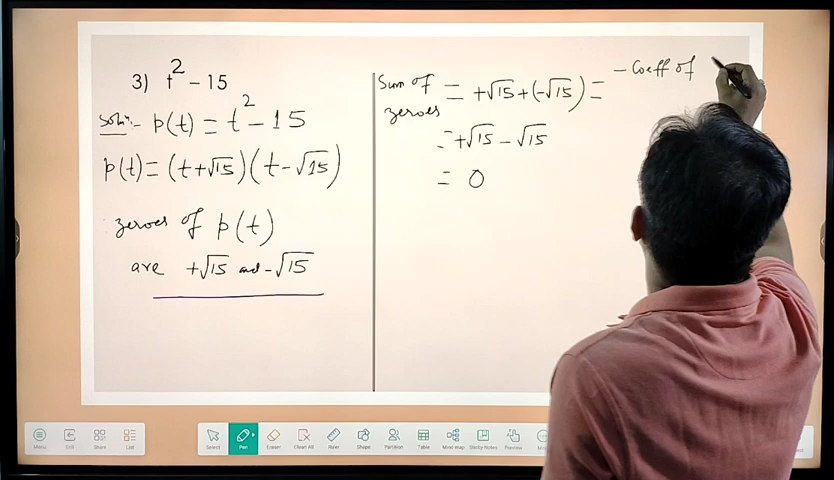 3) t² - 15
Soln:- p(t) = t² - 15
p(t) = (t+√15)(t-√15)
zeroes of p(t)
are +√15 and -√15
Sum of zeroes = +√15 + (-√15) = - Coeff of
= +√15 - √15
= 0
Menu Exit Share List Select Pen Eraser Clean All Ruler Shape Partition Table Mind map Sticky-Notes Preview